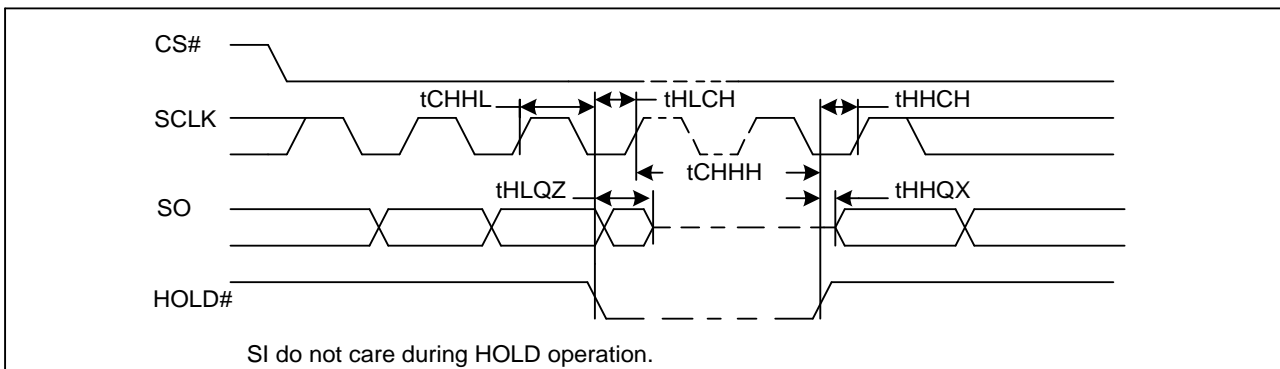 CS#
tCHHL
tHLCH
tHHCH
SCLK
tCHHH
tHLQZ
tHHQX
SO
HOLD#
SI do not care during HOLD operation.